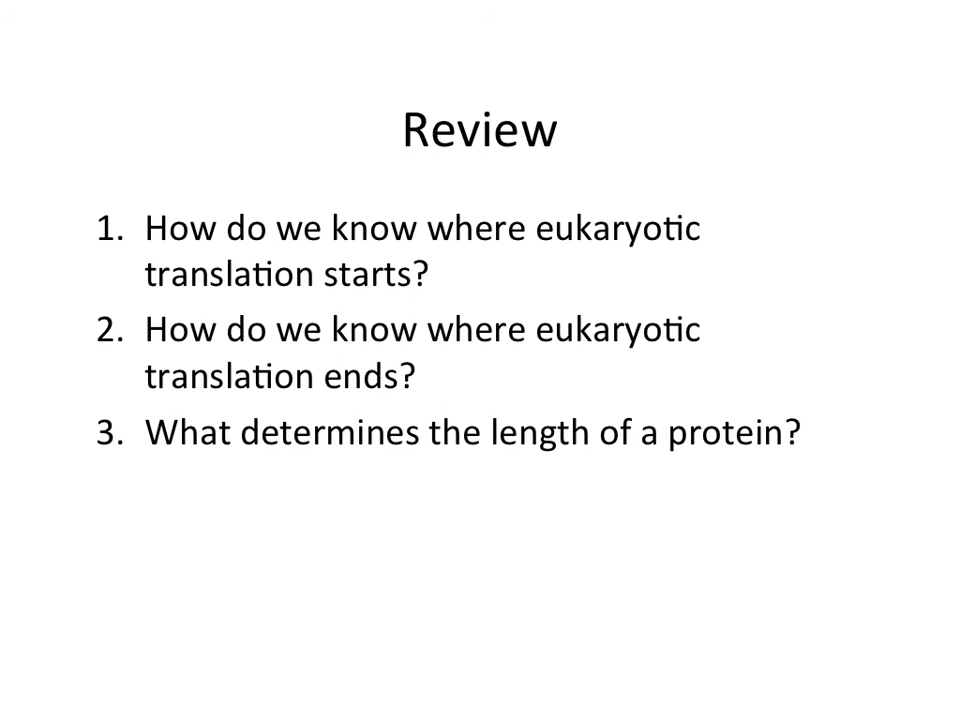 Review
1. How do we know where eukaryotic
translation starts?
2. How do we know where eukaryotic
translation ends?
3. What determines the length of a protein?